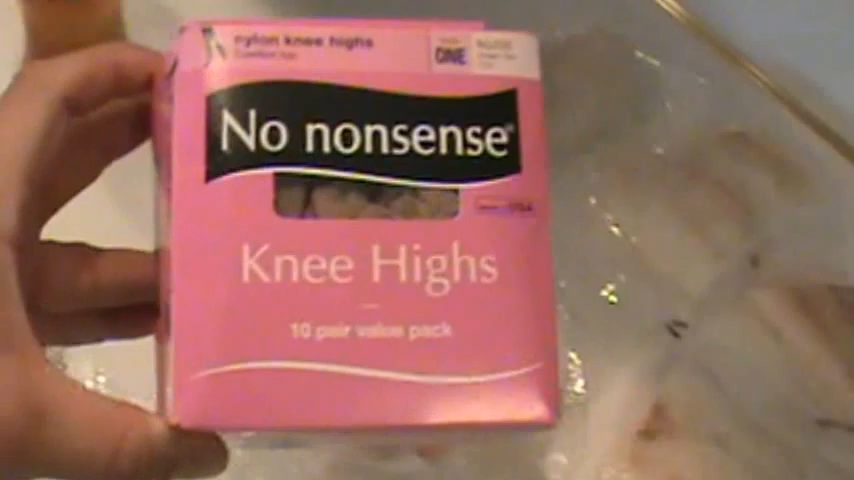 nylon knee highs
ONE
No nonsense®
Knee Highs
10 pair value pack